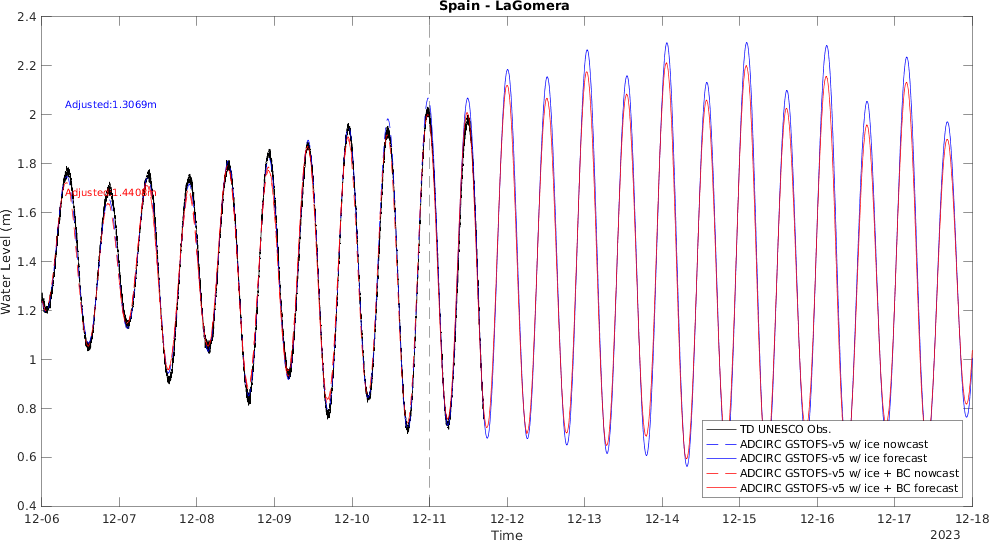 Spain - LaGomera
2.4
2.2
2
1.8
1.6
1.4
1.2
1
0.8
0.6
0.4
Water Level (m)
Adjusted:1.3069m
Adjusted:1.4408m
TD UNESCO Obs.
ADCIRC GSTOFS-v5 w/ ice nowcast
ADCIRC GSTOFS-v5 w/ ice forecast
ADCIRC GSTOFS-v5 w/ ice + BC nowcast
ADCIRC GSTOFS-v5 w/ ice + BC forecast
12-06 12-07 12-08 12-09 12-10 12-11 12-12 12-13 12-14 12-15 12-16 12-17 12-18
Time
2023